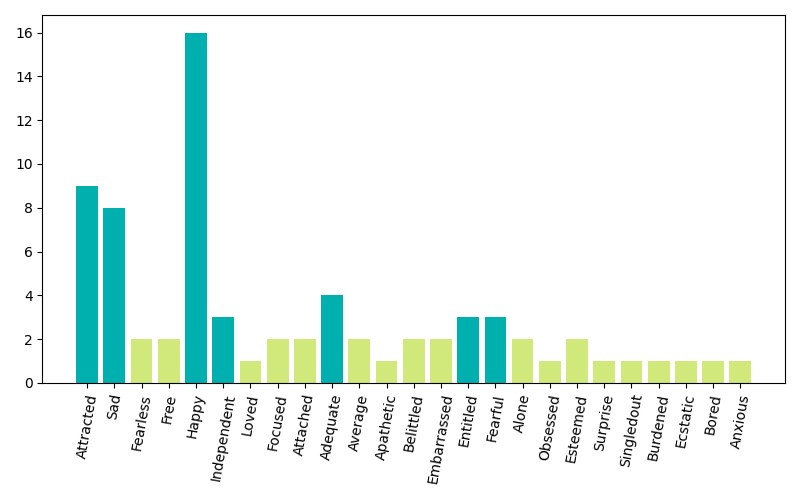 16
14
12
10
8
6
4
2
0
Attracted
Sad
Fearless
Free
Happy
Independent
Loved
Focused
Attached
Adequate
Average
Apathetic
Belittled
Embarrassed
Entitled
Fearful
Alone
Obsessed
Esteemed
Surprise
Singledout
Burdened
Ecstatic
Bored
Anxious